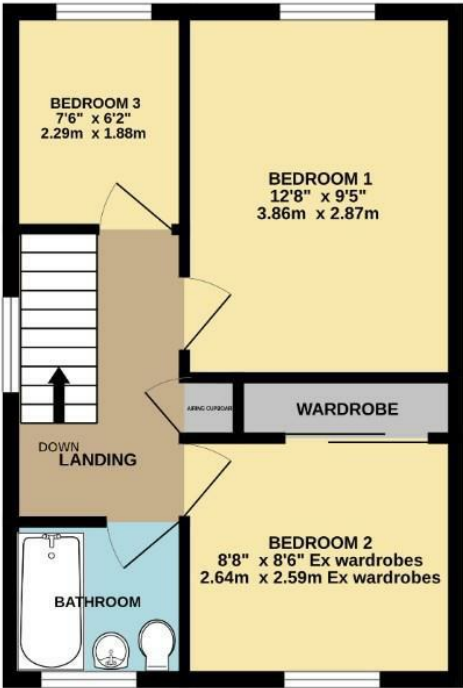 BEDROOM 3
7'6" x 6'2"
2.29m x 1.88m
BEDROOM 1
12'8" x 9'5"
3.86m x 2.87m
AIRING CUPBOARD
WARDROBE
DOWN
LANDING
BEDROOM 2
8'8" x 8'6" Ex wardrobes
2.64m x 2.59m Ex wardrobes
BATHROOM